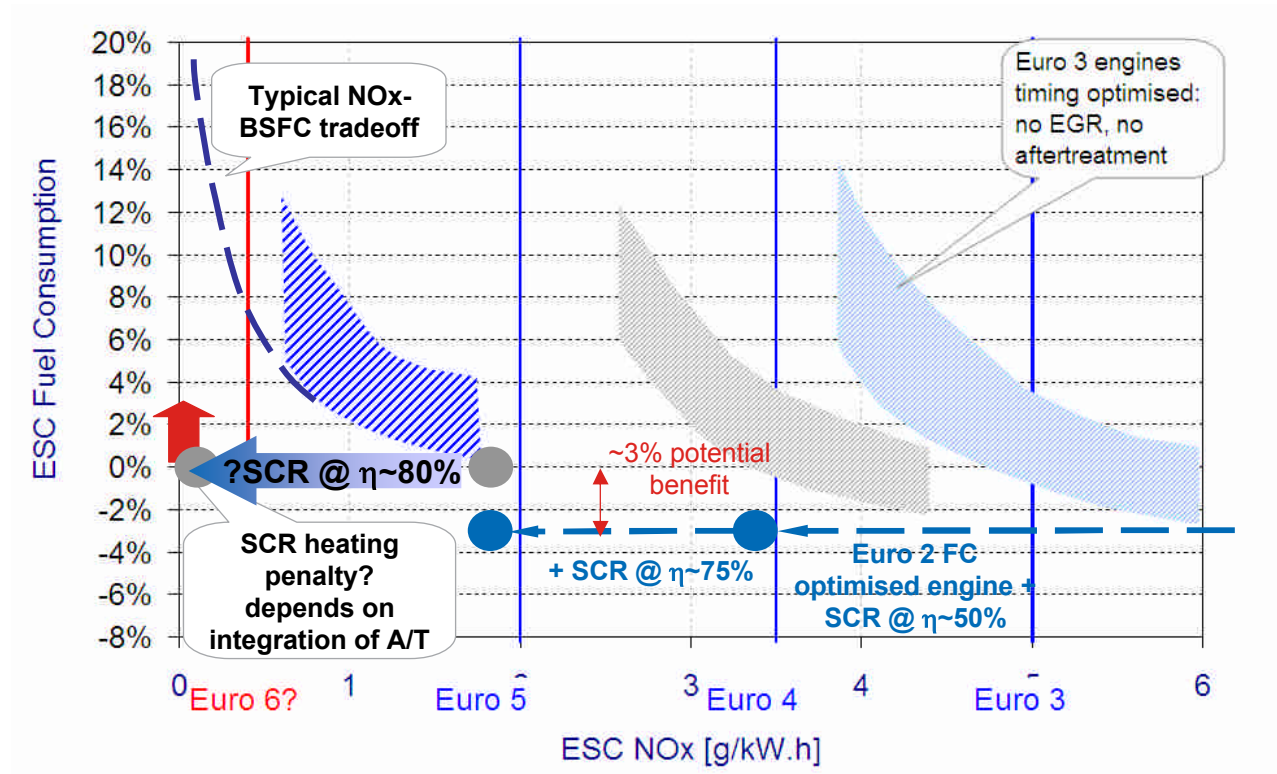 20%
18%
16%
14%
12%
10%
8%
6%
4%
2%
0%
-2%
-4%
-6%
-8%
ESC Fuel Consumption
Typical NOx-
BSFC tradeoff
Euro 3 engines
timing optimised:
no EGR, no
aftertreatment
?SCR @ η~80%
~3% potential
benefit
SCR heating
penalty?
depends on
integration of A/T
+ SCR @ η~75%
Euro 2 FC
optimised engine +
SCR @ η~50%
0 1 3 4 6
Euro 6? Euro 5 Euro 4 Euro 3
ESC NOx [g/kW.h]